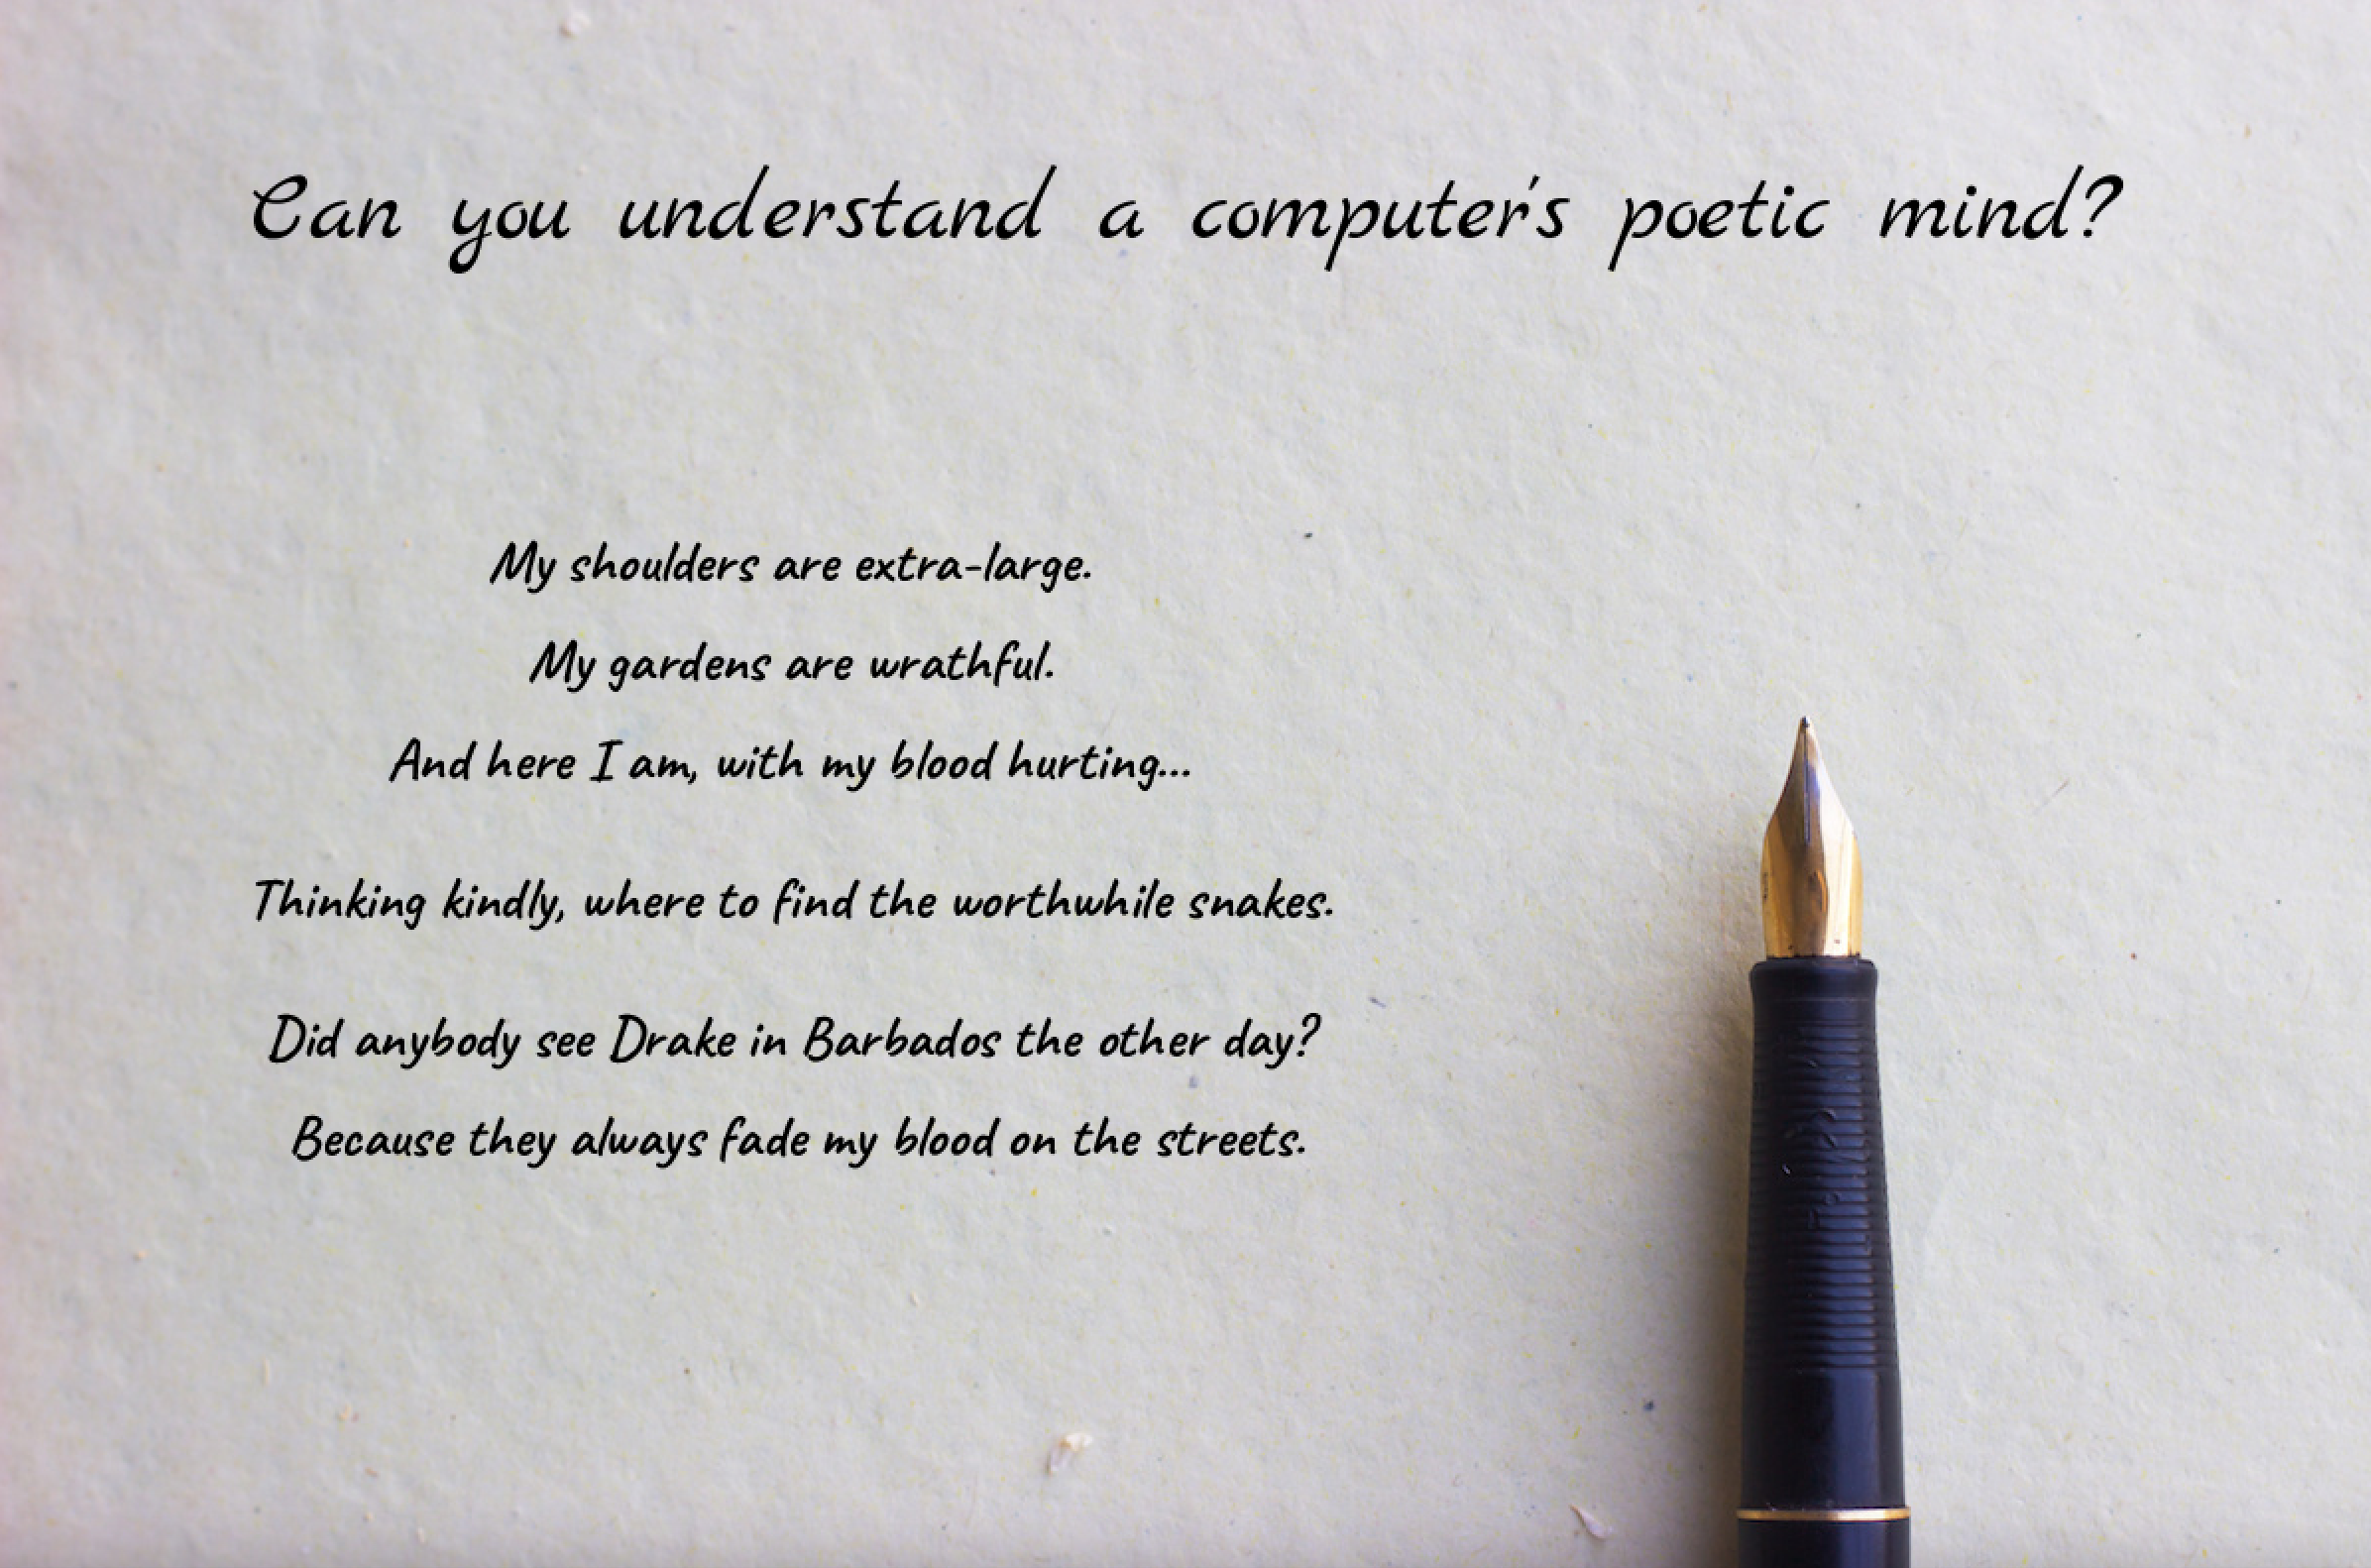 Can you understand a computer's poetic mind?
My shoulders are extra-large.
My gardens are wrathful.
And here I am, with my blood hurting...
Thinking kindly, where to find the worthwhile snakes.
Did anybody see Drake in Barbados the other day?
Because they always fade my blood on the streets.